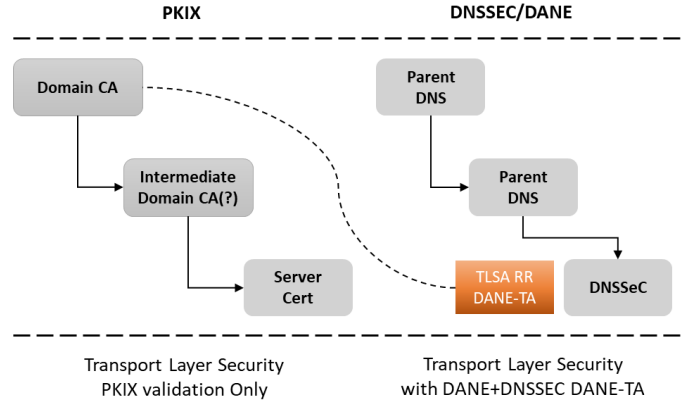 PKIX
DNSSEC/DANE
Domain CA
Parent
DNS
Intermediate
Domain CA(?)
Parent
DNS
Server
Cert
TLSA RR
DANE-TA
DNSSeC
Transport Layer Security
PKIX validation Only
Transport Layer Security
with DANE+DNSSEC DANE-TA